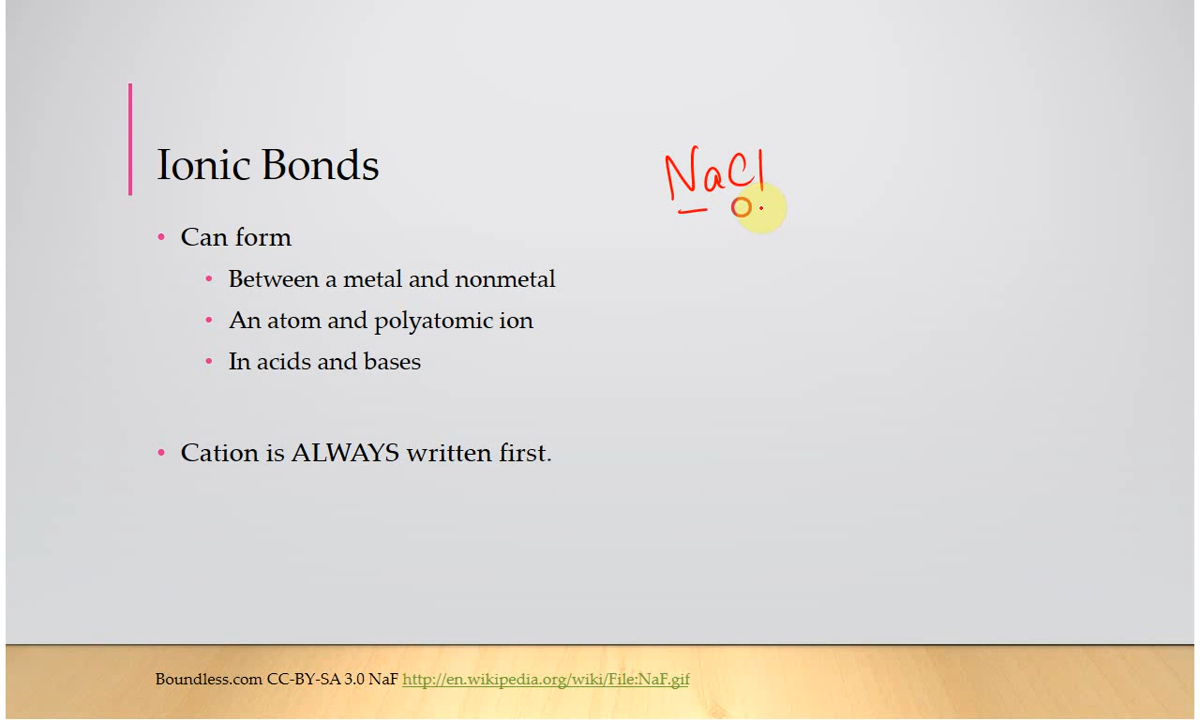 Ionic Bonds
NaCl
• Can form
• Between a metal and nonmetal
• An atom and polyatomic ion
• In acids and bases
• Cation is ALWAYS written first.
Boundless.com CC-BY-SA 3.0 NaF http://en.wikipedia.org/wiki/File:NaF.gif